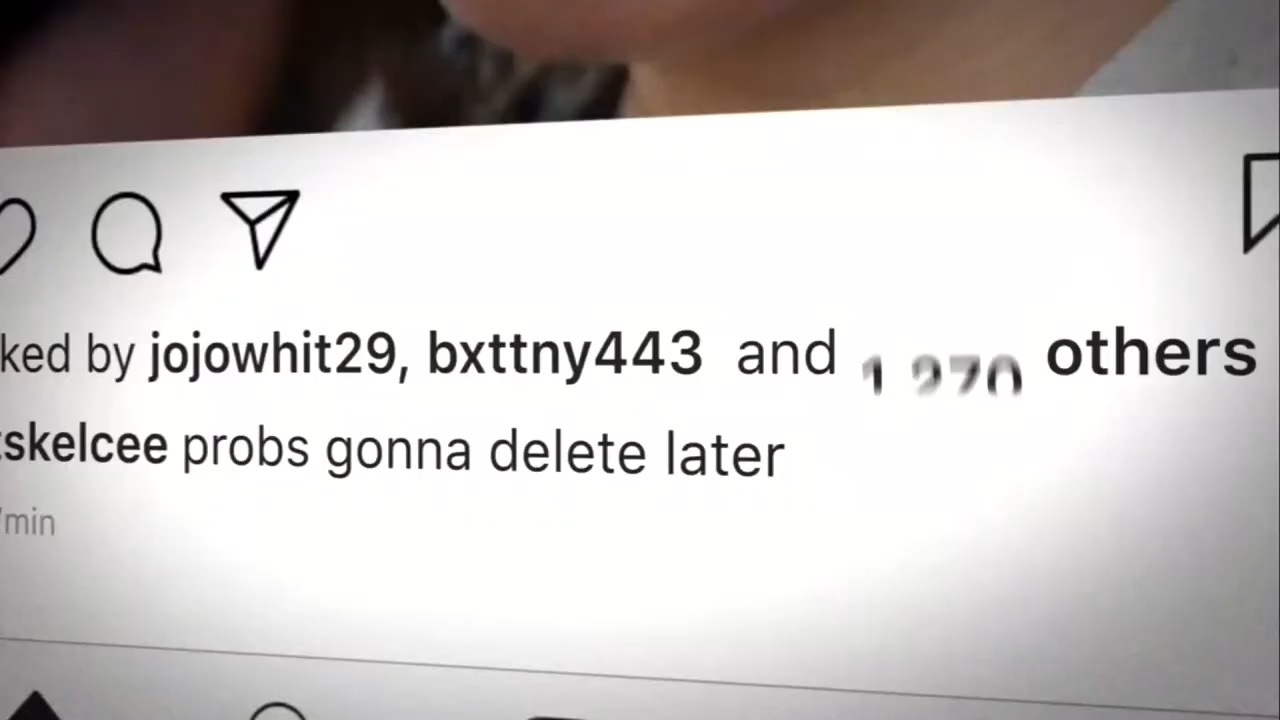 ked by jojowhit29, bxttny443 and others
skelcee probs gonna delete later
min